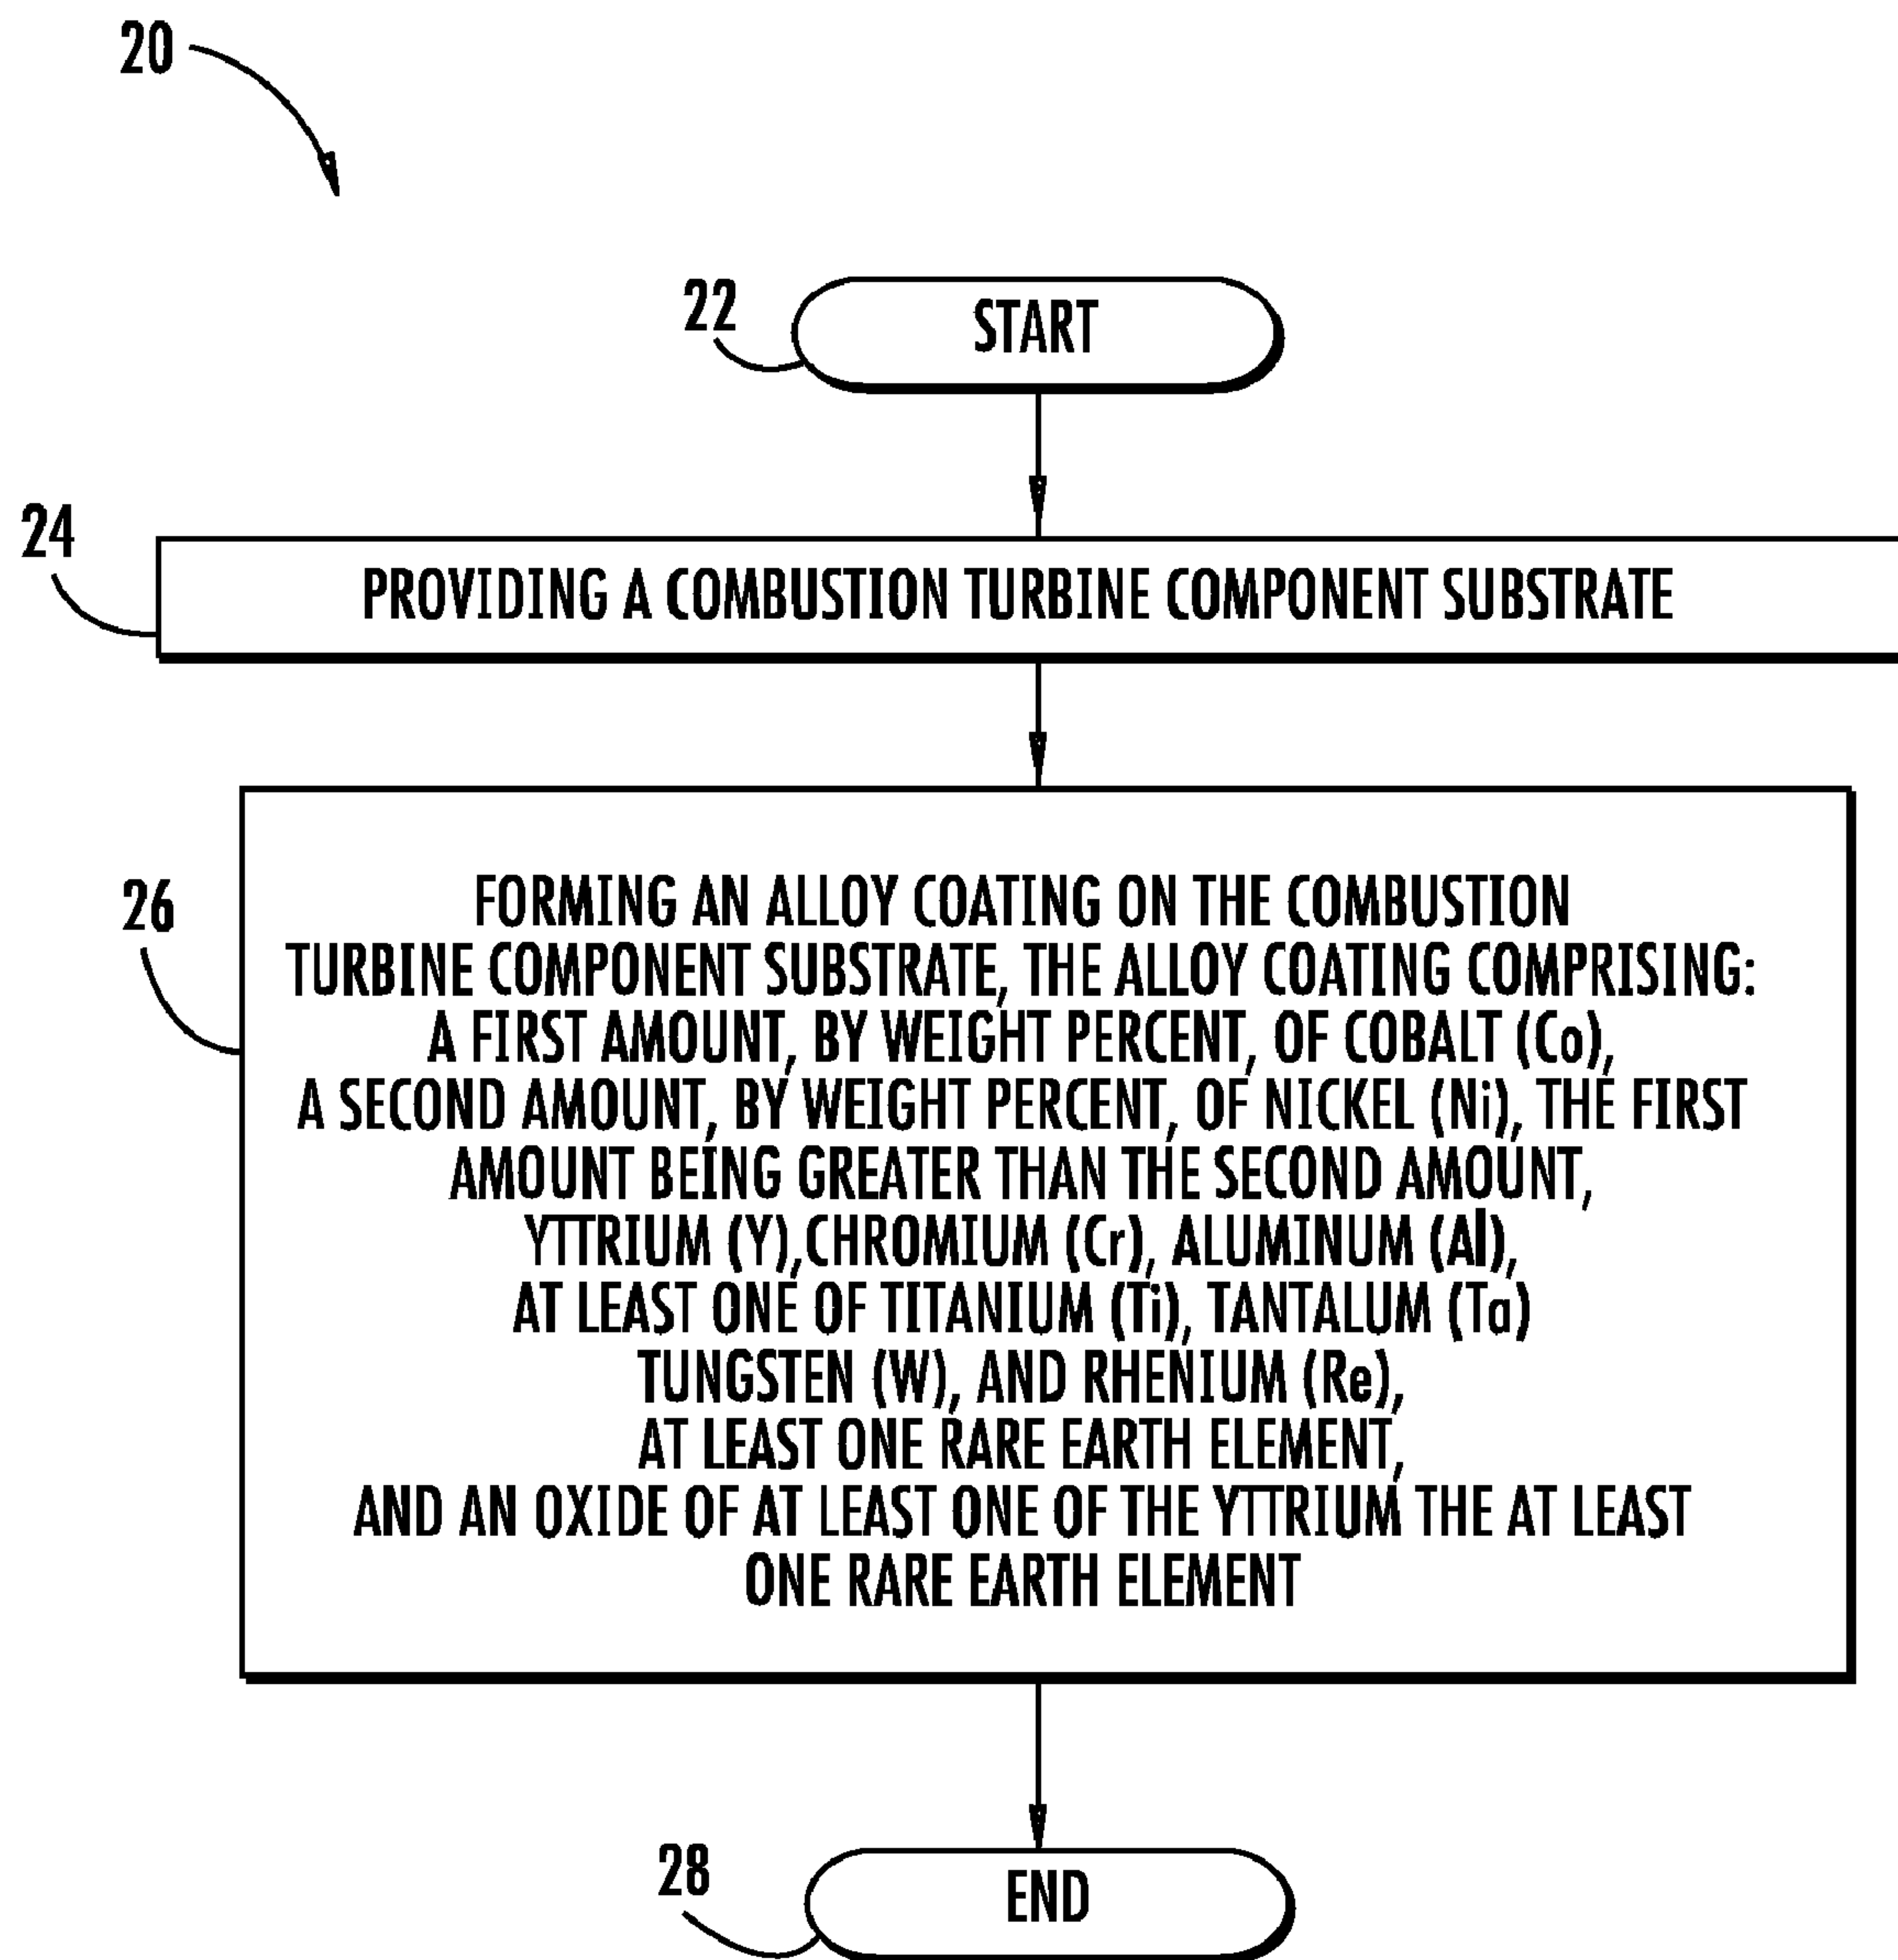 20
22
START
24
PROVIDING A COMBUSTION TURBINE COMPONENT SUBSTRATE
26
FORMING AN ALLOY COATING ON THE COMBUSTION
TURBINE COMPONENT SUBSTRATE, THE ALLOY COATING COMPRISING:
A FIRST AMOUNT, BY WEIGHT PERCENT, OF COBALT (Co),
A SECOND AMOUNT, BY WEIGHT PERCENT, OF NICKEL (Ni), THE FIRST
AMOUNT BEING GREATER THAN THE SECOND AMOUNT,
YTTRIUM (Y),CHROMIUM (Cr), ALUMINUM (Al),
AT LEAST ONE OF TITANIUM (Ti), TANTALUM (Ta)
TUNGSTEN (W), AND RHENIUM (Re),
AT LEAST ONE RARE EARTH ELEMENT,
AND AN OXIDE OF AT LEAST ONE OF THE YTTRIUM THE AT LEAST
ONE RARE EARTH ELEMENT
28
END